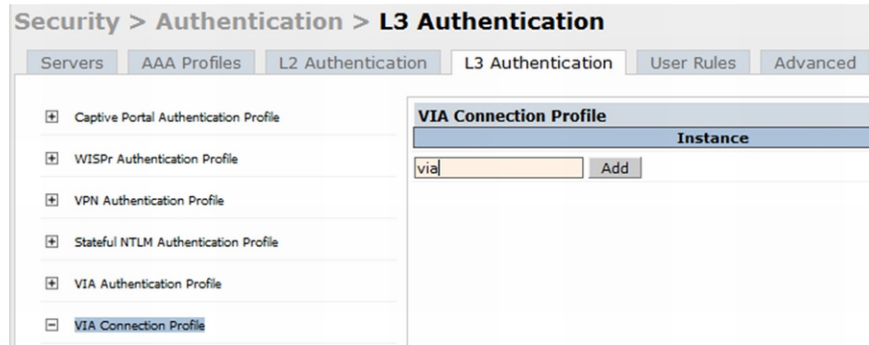 Security > Authentication > L3 Authentication
Servers AAA Profiles L2 Authentication L3 Authentication User Rules Advanced
Captive Portal Authentication Profile
WISPr Authentication Profile
VPN Authentication Profile
Stateful NTLM Authentication Profile
VIA Authentication Profile
VIA Connection Profile
VIA Connection Profile
Instance
via Add